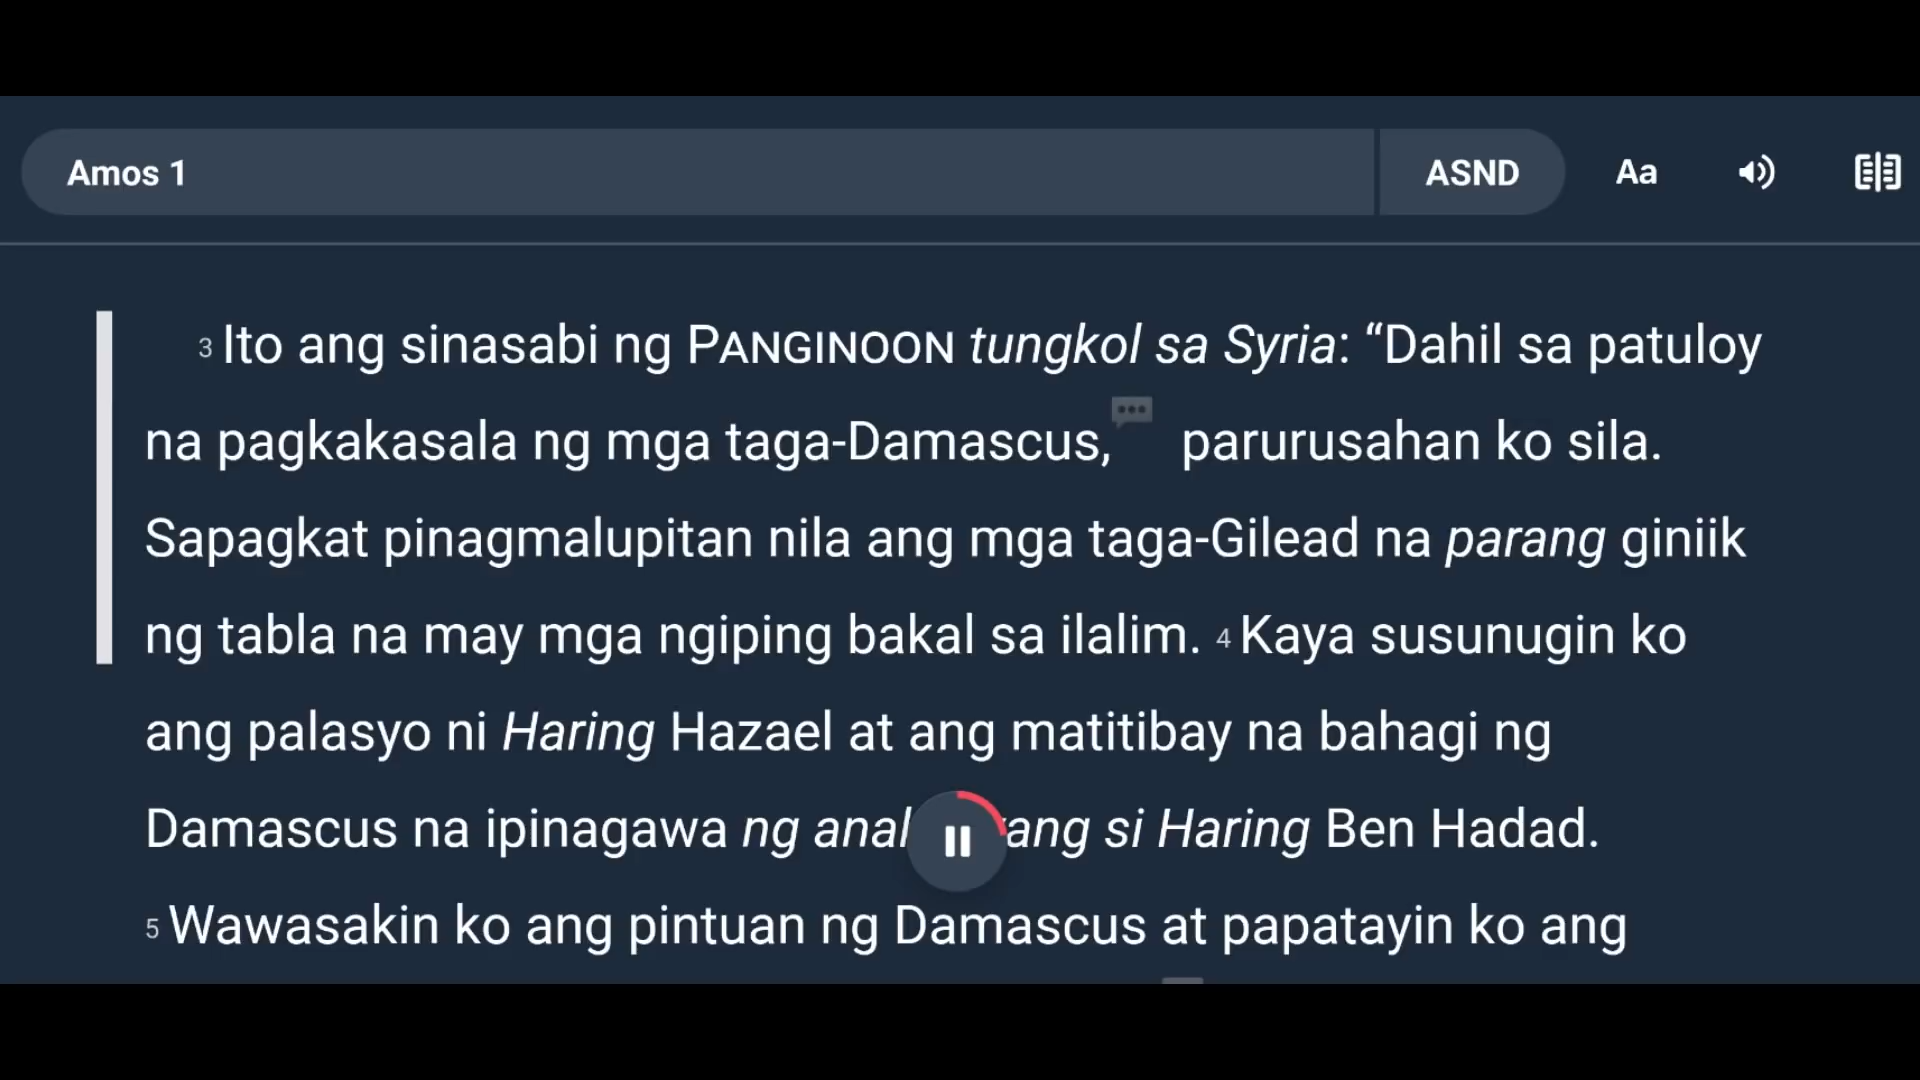 Amos 1 ASND Aa
3 Ito ang sinasabi ng PANGINOON tungkol sa Syria: “Dahil sa patuloy
na pagkakasala ng mga taga-Damascus, parurusahan ko sila.
Sapagkat pinagmalupitan nila ang mga taga-Gilead na parang giniik
ng tabla na may mga ngiping bakal sa ilalim. 4 Kaya susunugin ko
ang palasyo ni Haring Hazael at ang matitibay na bahagi ng
Damascus na ipinagawa ng si Haring Ben Hadad.
5 Wawasakin ko ang pintuan ng Damascus at papatayin ko ang